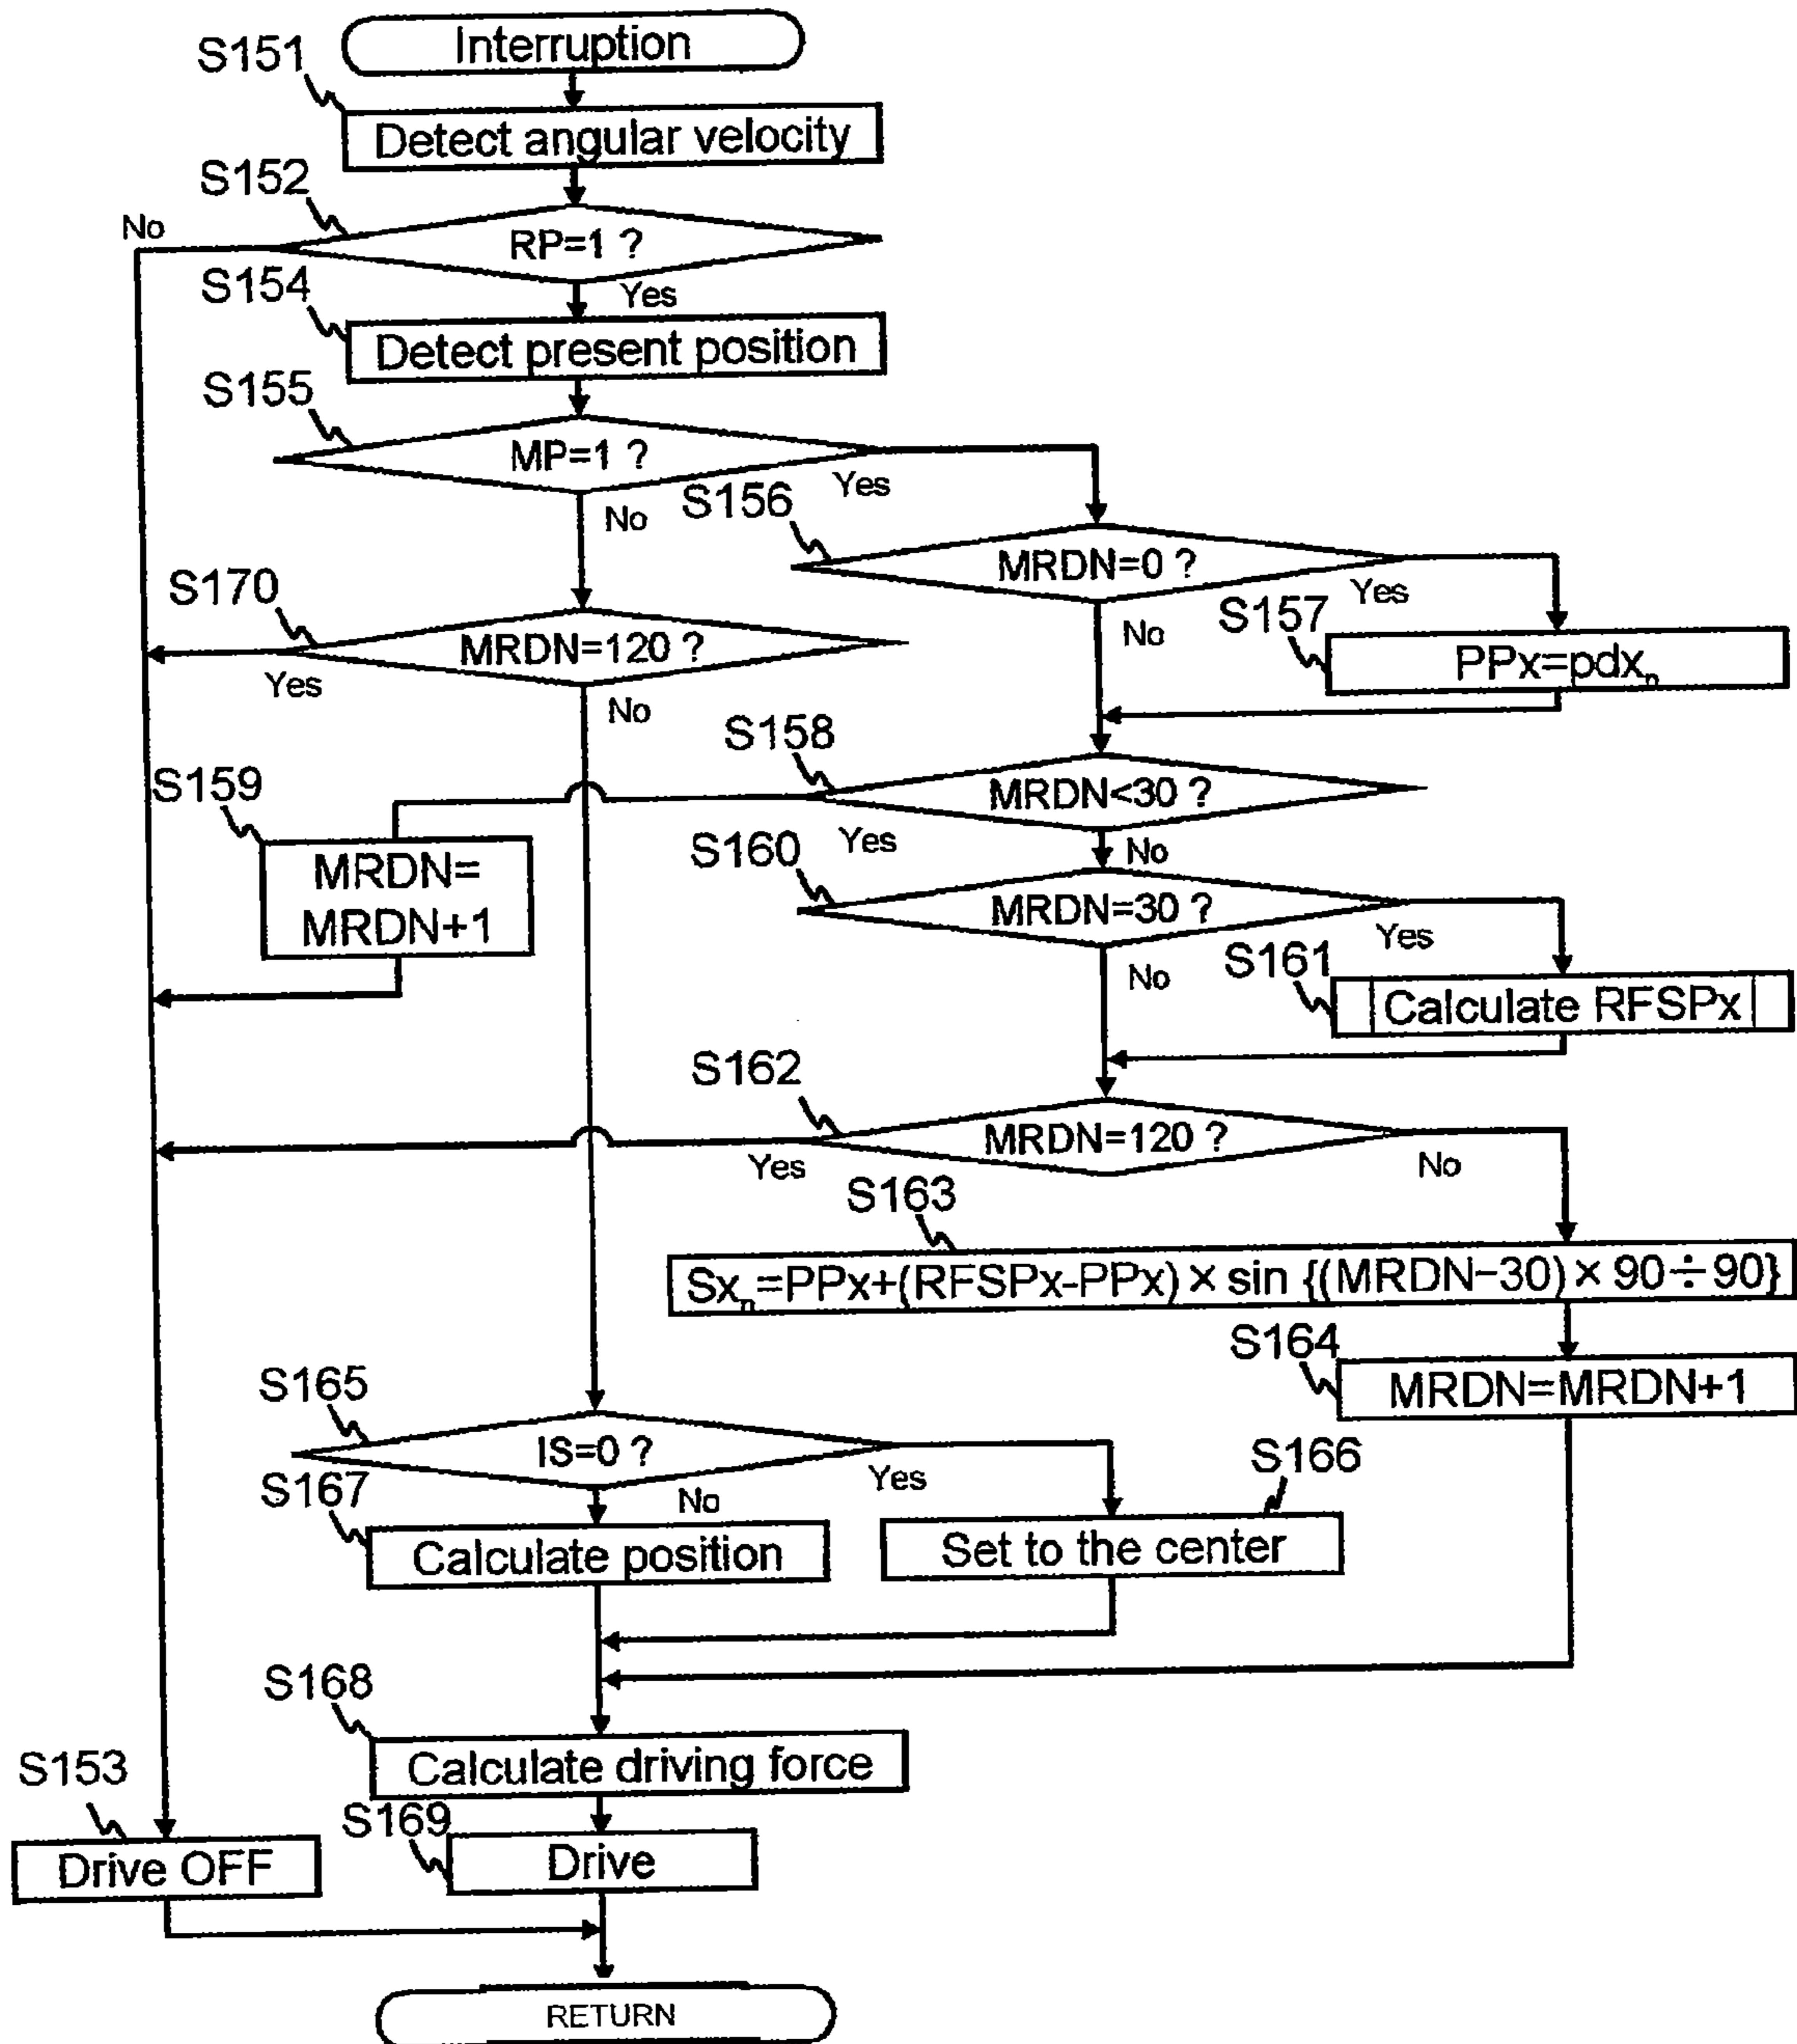 Interruption
S151
Detect angular velocity
S152
No
RP=1 ?
Yes
S154
Detect present position
S155
MP=1 ?
Yes
No
S156
MRDN=0 ?
Yes
No
S157
PPx=pdxₙ
S170
MRDN=120 ?
Yes
No
S158
MRDN<30 ?
Yes
No
S159
MRDN=
MRDN+1
S160
MRDN=30 ?
Yes
No
S161
Calculate RFSPx
S162
MRDN=120 ?
Yes
No
S163
Sxₙ=PPx+(RFSPx-PPx)×sin {(MRDN-30)×90÷90}
S164
MRDN=MRDN+1
S165
IS=0 ?
Yes
No
S166
Set to the center
S167
Calculate position
S168
Calculate driving force
S153
Drive OFF
S169
Drive
RETURN